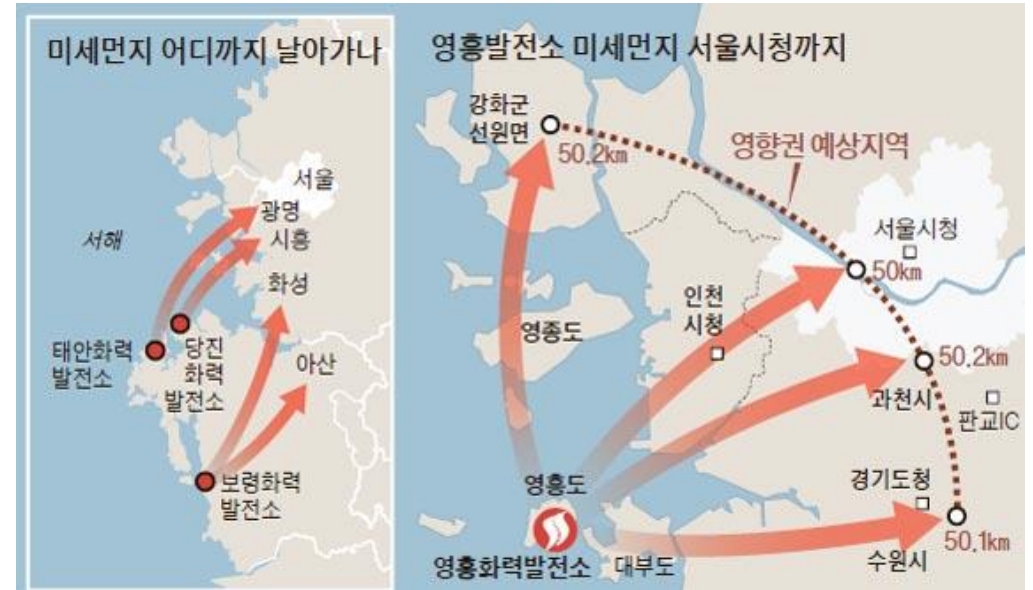 미세먼지 어디까지 날아가나
서울
광명
시흥
서해
화성
태안화력
발전소
당진
화력
발전소
아산
보령화력
발전소
영흥발전소 미세먼지 서울시청까지
강화군
선원면
50.2km
영향권 예상지역
서울시청
50km
인천
시청
영종도
50.2km
과천시
판교IC
영흥도
경기도청
50.1km
영흥화력발전소
대부도
수원시